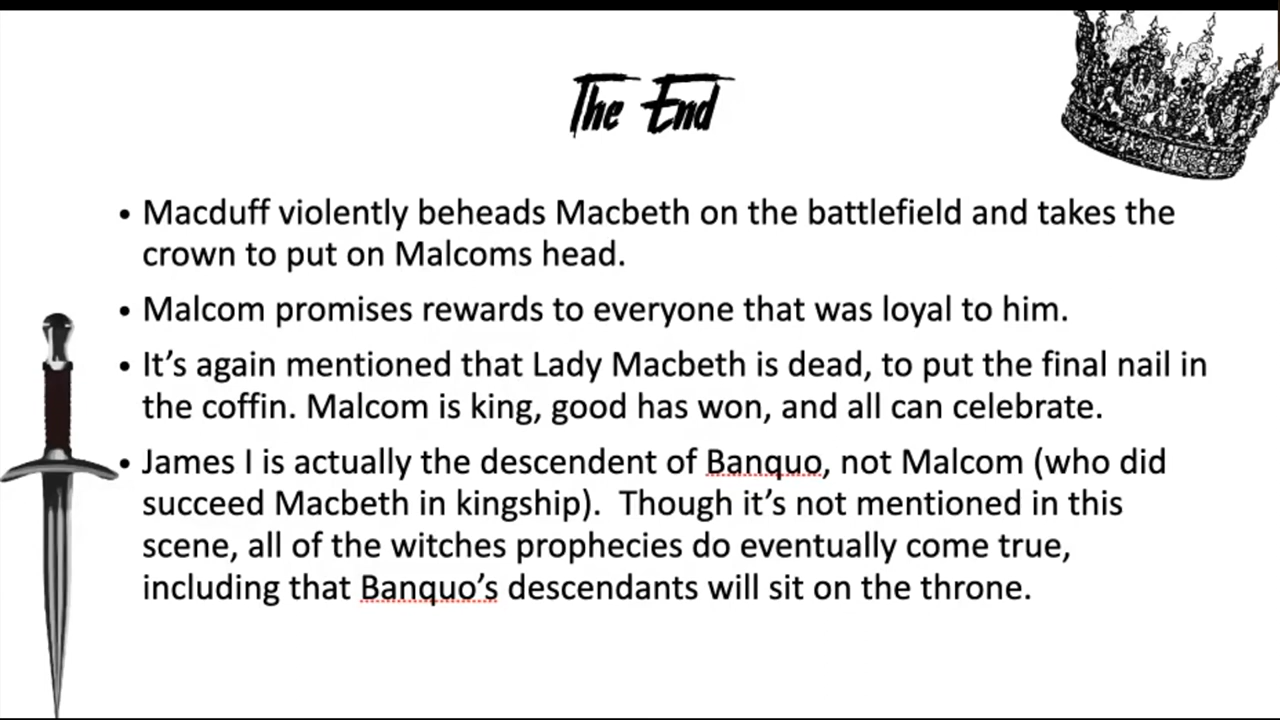 The End
• Macduff violently beheads Macbeth on the battlefield and takes the
crown to put on Malcoms head.
• Malcom promises rewards to everyone that was loyal to him.
• It’s again mentioned that Lady Macbeth is dead, to put the final nail in
the coffin. Malcom is king, good has won, and all can celebrate.
• James I is actually the descendent of Banquo, not Malcom (who did
succeed Macbeth in kingship).  Though it’s not mentioned in this
scene, all of the witches prophecies do eventually come true,
including that Banquo’s descendants will sit on the throne.